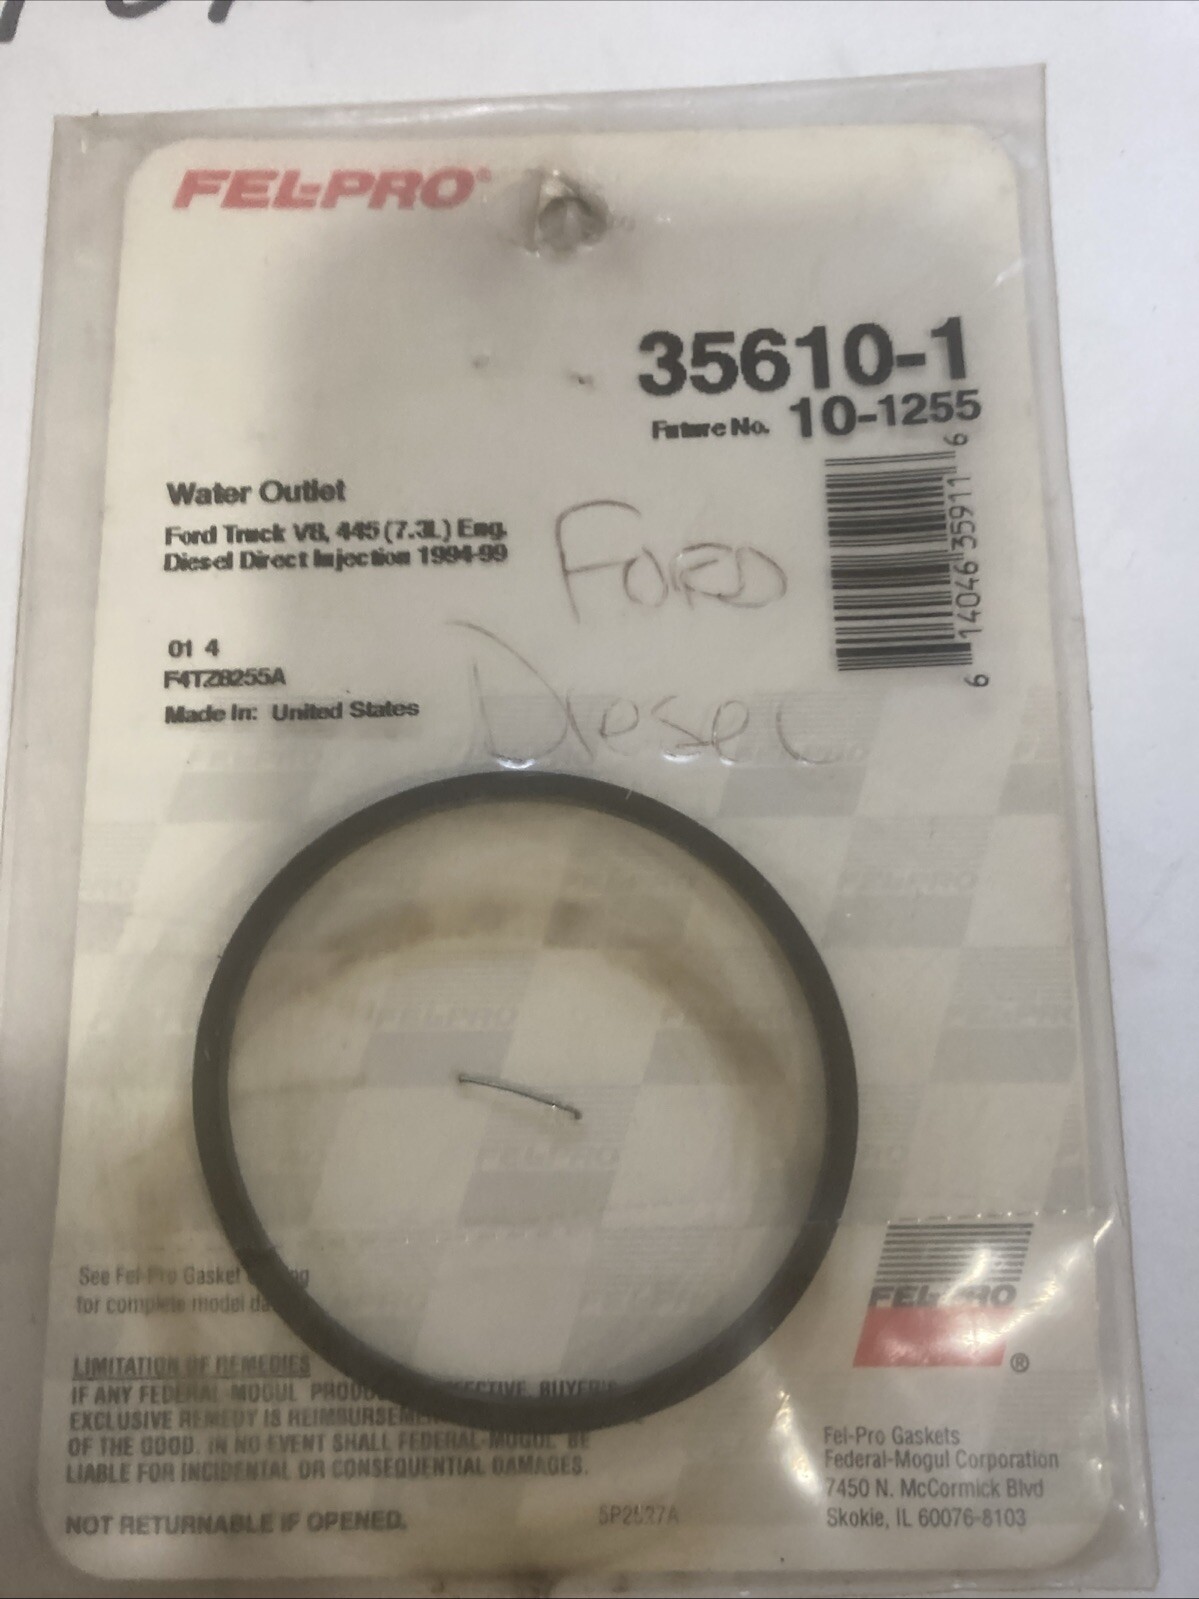 FEL-PRO®
35610-1
Future No. 10-1255
Water Outlet
Ford Truck V8, 445 (7.3L) Eng.
Diesel Direct Injection 1994-99
FORD
Diesel
6 14046 35911 6
01 4
F4TZ8255A
Made In: United States
See Fel-Pro Gasket
for complete model
LIMITATION OF REMEDIES
IF ANY FEDERAL-MOGUL BUYER'S
EXCLUSIVE REMEDY IS
OF THE GOOD. IN NO EVENT SHALL FEDERAL-MOGUL BE
LIABLE FOR INCIDENTAL OR CONSEQUENTIAL DAMAGES.
NOT RETURNABLE IF OPENED.
FEL-PRO
®
Fel-Pro Gaskets
Federal-Mogul Corporation
7450 N. McCormick Blvd
Skokie, IL 60076-8103